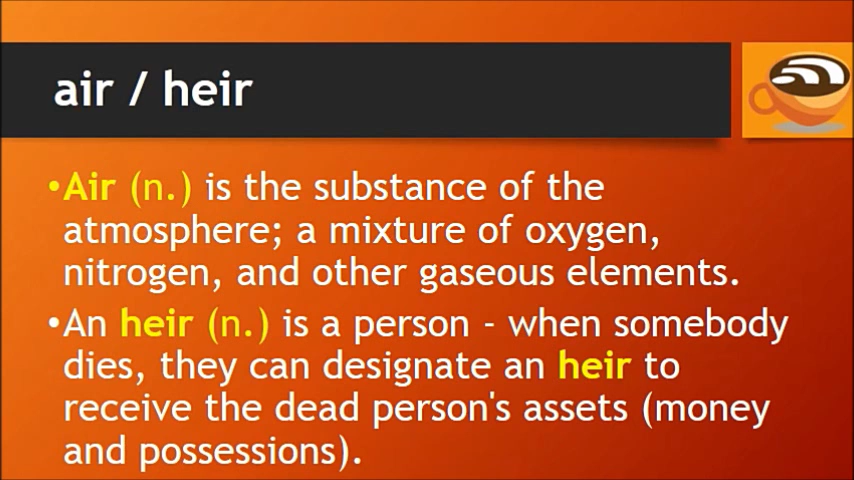 air / heir
•Air (n.) is the substance of the
atmosphere; a mixture of oxygen,
nitrogen, and other gaseous elements.
•An heir (n.) is a person - when somebody
dies, they can designate an heir to
receive the dead person's assets (money
and possessions).